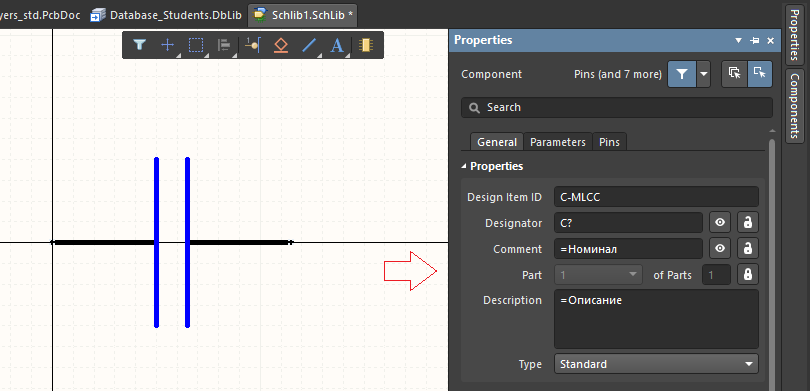 yers_std.PcbDoc Database_Students.DbLib Schlib1.SchLib *
A
Properties
Component Pins (and 7 more)
Search
General Parameters Pins
Properties
Design Item ID C-MLCC
Designator C?
Comment =Номинал
Part 1 of Parts 1
Description =Описание
Type Standard
Properties
Components